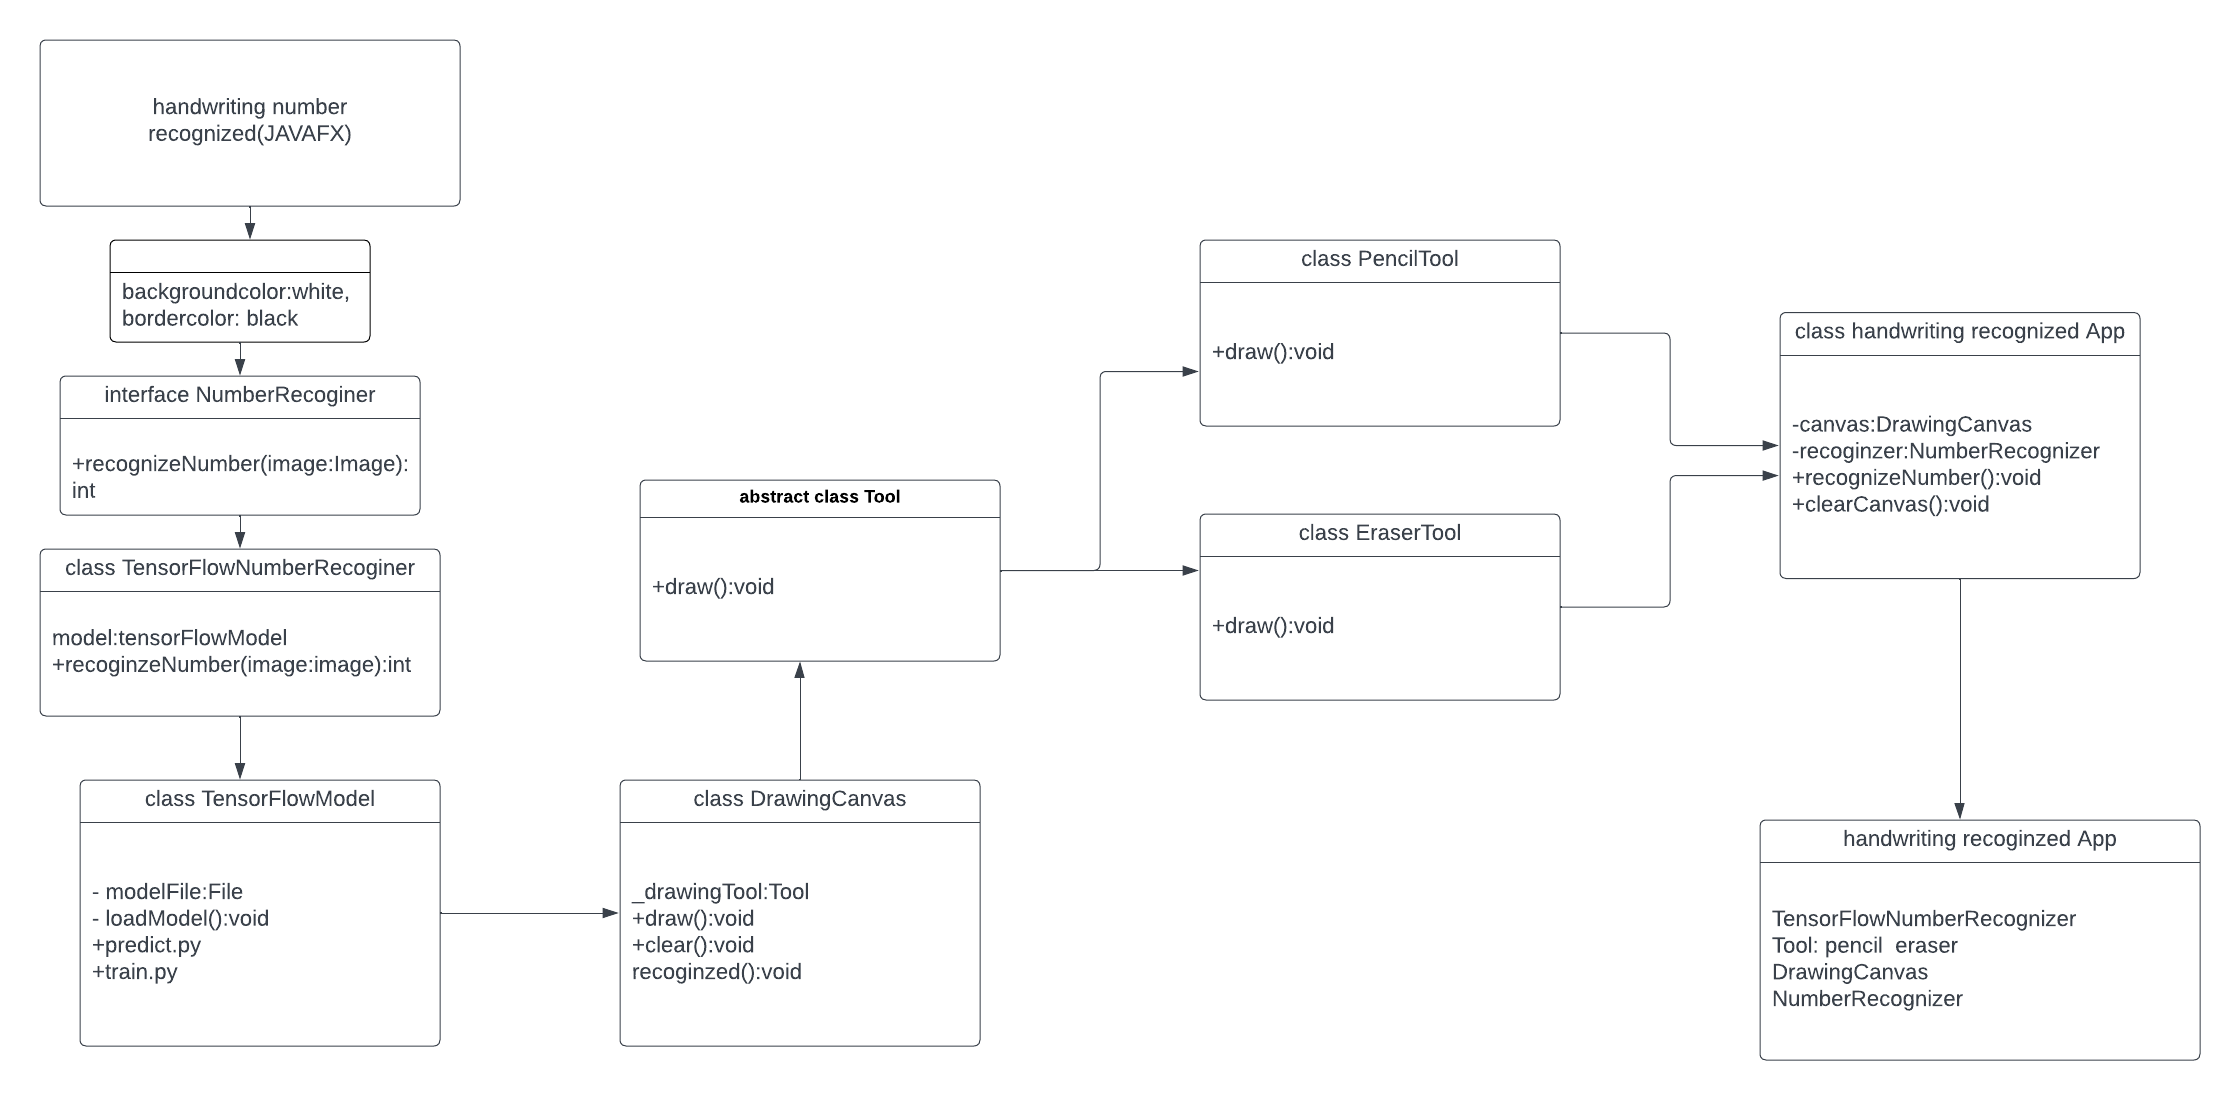 handwriting number
recognized(JAVAFX)
backgroundcolor:white,
bordercolor: black
interface NumberRecoginer
+recognizeNumber(image:Image):
int
class TensorFlowNumberRecoginer
model:tensorFlowModel
+recoginzeNumber(image:image):int
class TensorFlowModel
- modelFile:File
- loadModel():void
+predict.py
+train.py
class DrawingCanvas
_drawingTool:Tool
+draw():void
+clear():void
recoginzed():void
abstract class Tool
+draw():void
class PencilTool
+draw():void
class EraserTool
+draw():void
class handwriting recognized App
-canvas:DrawingCanvas
-recoginzer:NumberRecognizer
+recognizeNumber():void
+clearCanvas():void
handwriting recoginzed App
TensorFlowNumberRecognizer
Tool: pencil  eraser
DrawingCanvas
NumberRecognizer